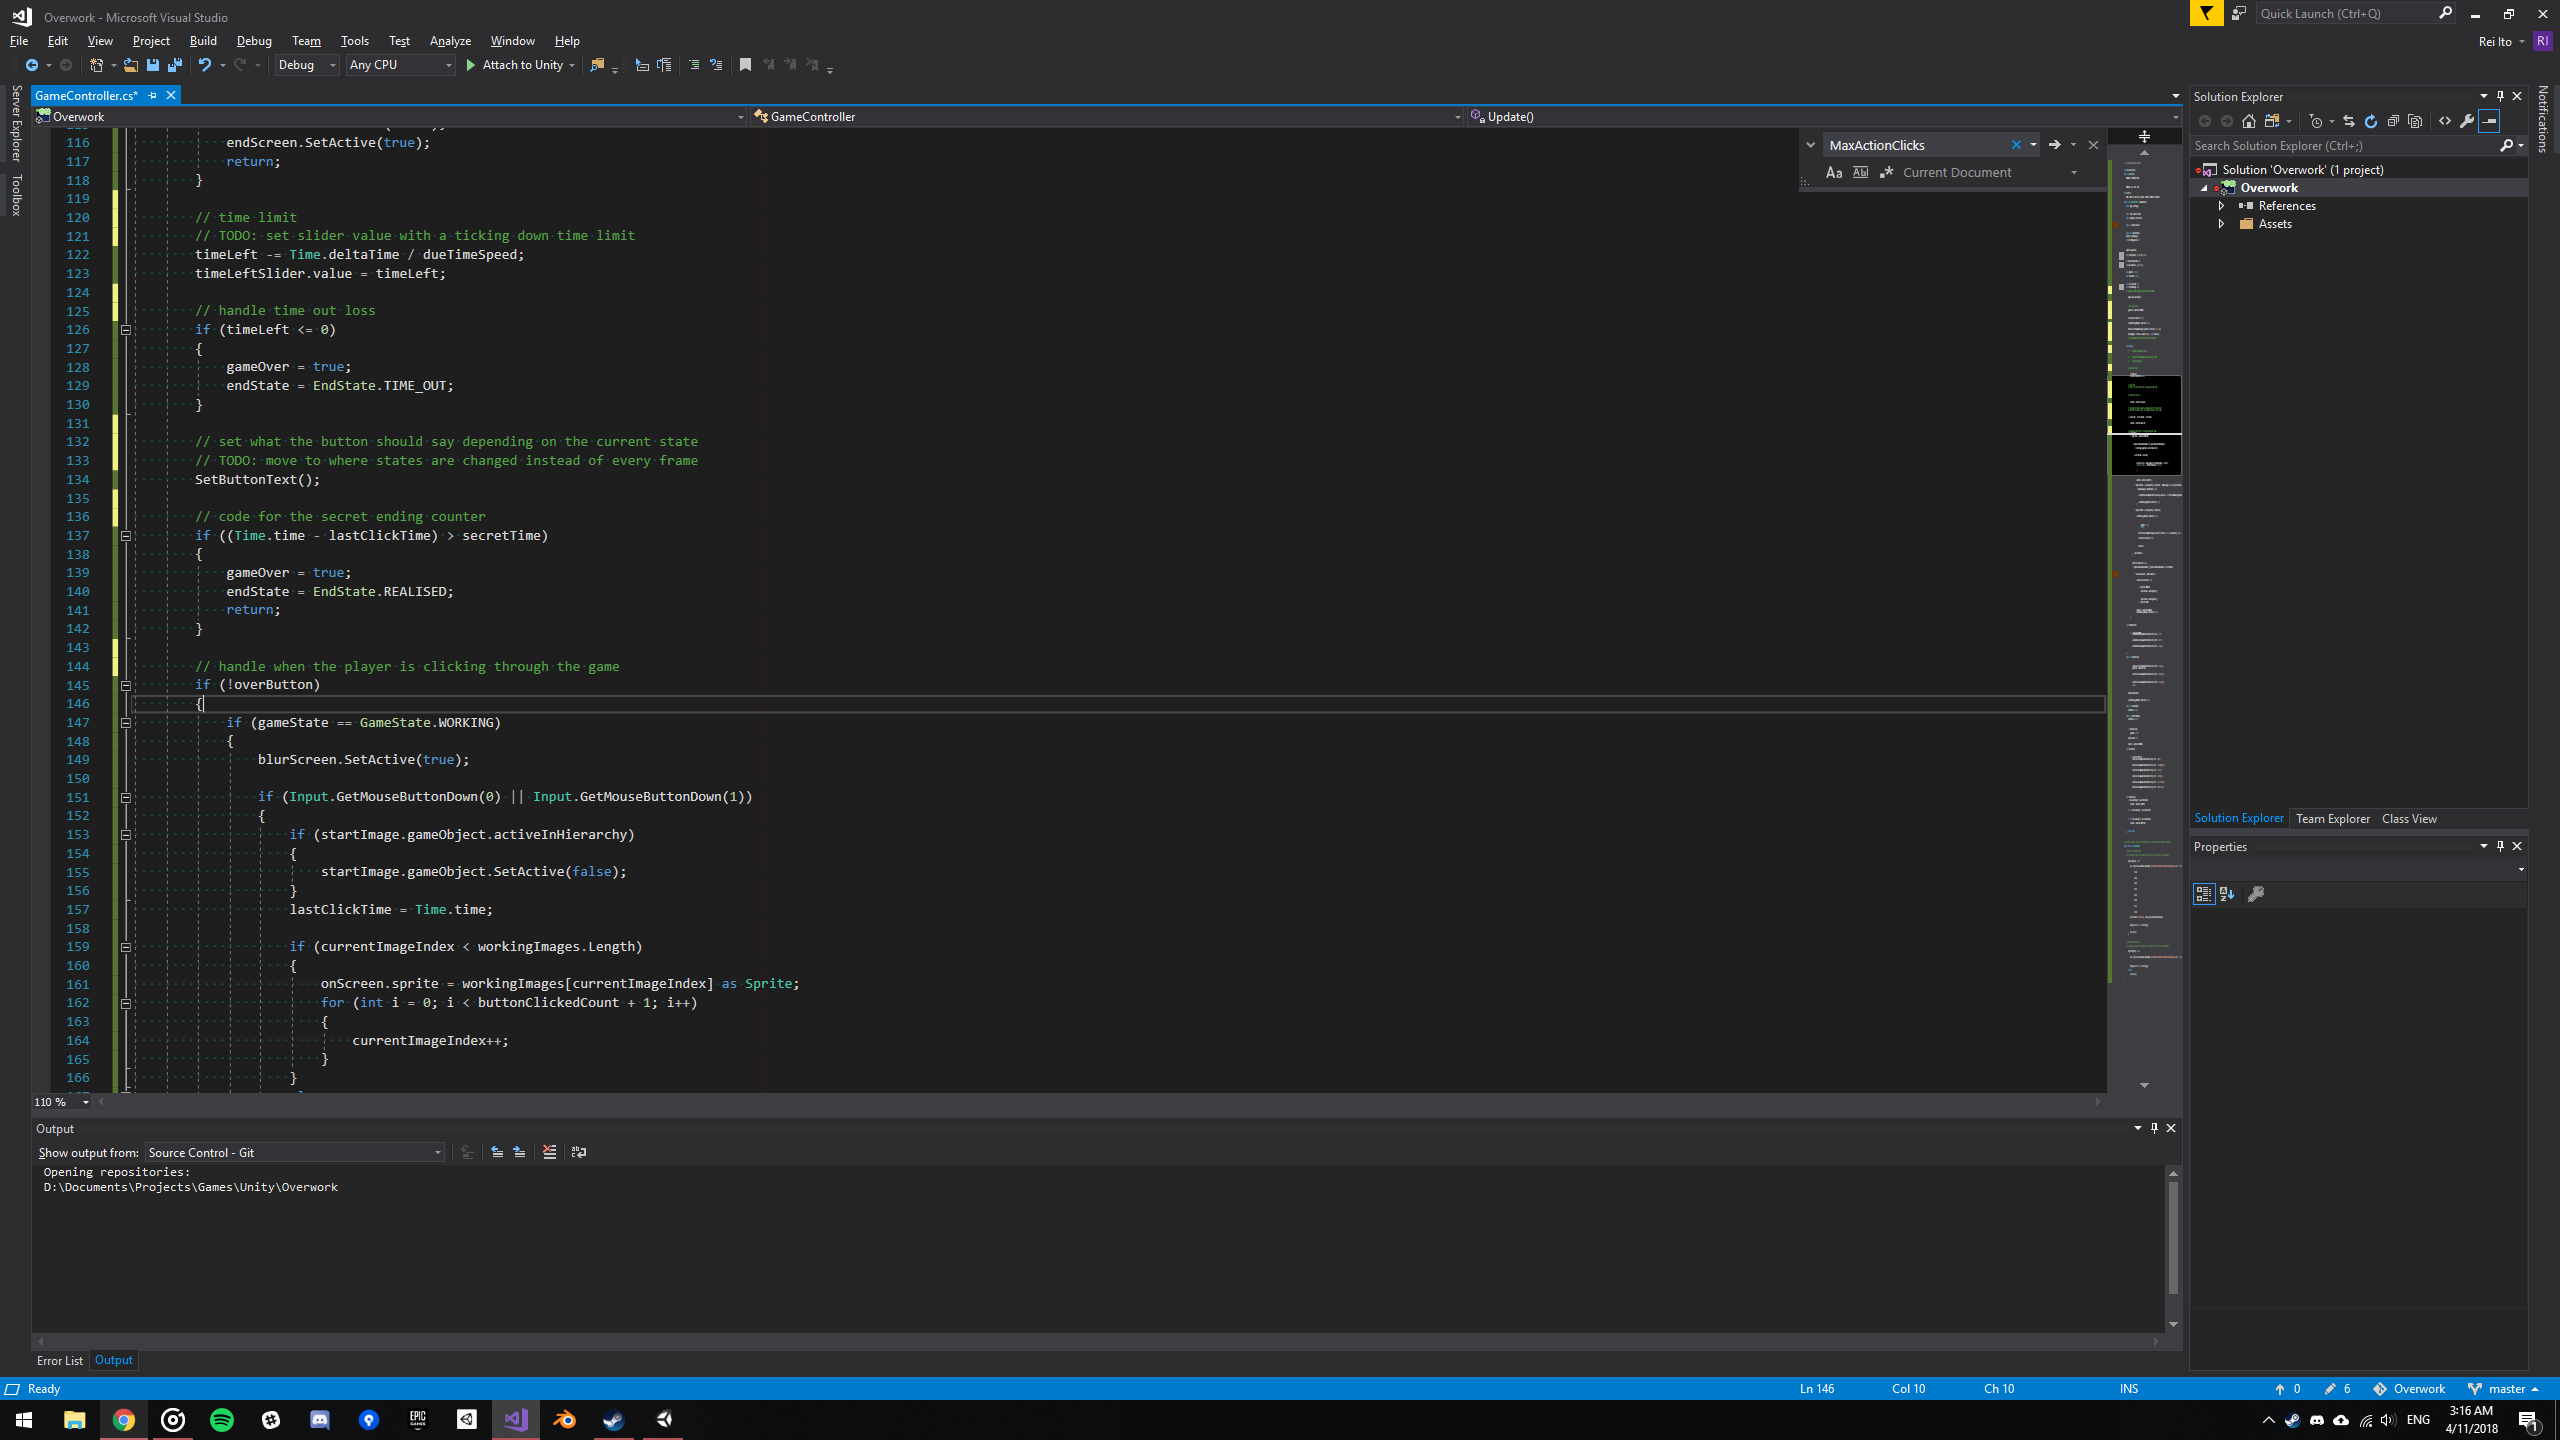 Overwork - Microsoft Visual Studio
Quick Launch (Ctrl+Q)
File Edit View Project Build Debug Team Tools Test Analyze Window Help
Rei Ito RI
Debug Any CPU Attach to Unity
Server Explorer
Toolbox
GameController.cs*
Overwork GameController Update()
MaxActionClicks
Aa Current Document
116 endScreen.SetActive(true);
117 return;
118 }
119
120 // time limit
121 // TODO: set slider value with a ticking down time limit
122 timeLeft -= Time.deltaTime / dueTimeSpeed;
123 timeLeftSlider.value = timeLeft;
124
125 // handle time out loss
126 if (timeLeft <= 0)
127 {
128 gameOver = true;
129 endState = EndState.TIME_OUT;
130 }
131
132 // set what the button should say depending on the current state
133 // TODO: move to where states are changed instead of every frame
134 SetButtonText();
135
136 // code for the secret ending counter
137 if ((Time.time - lastClickTime) > secretTime)
138 {
139 gameOver = true;
140 endState = EndState.REALISED;
141 return;
142 }
143
144 // handle when the player is clicking through the game
145 if (!overButton)
146 {
147 if (gameState == GameState.WORKING)
148 {
149 blurScreen.SetActive(true);
150
151 if (Input.GetMouseButtonDown(0) || Input.GetMouseButtonDown(1))
152 {
153 if (startImage.gameObject.activeInHierarchy)
154 {
155 startImage.gameObject.SetActive(false);
156 }
157 lastClickTime = Time.time;
158
159 if (currentImageIndex < workingImages.Length)
160 {
161 onScreen.sprite = workingImages[currentImageIndex] as Sprite;
162 for (int i = 0; i < buttonClickedCount + 1; i++)
163 {
164 currentImageIndex++;
165 }
166 }
110 %
Output
Show output from: Source Control - Git
Opening repositories:
D:\Documents\Projects\Games\Unity\Overwork
Error List Output
Solution Explorer
Search Solution Explorer (Ctrl+;)
Solution 'Overwork' (1 project)
Overwork
References
Assets
Solution Explorer Team Explorer Class View
Properties
Notifications
Ready Ln 146 Col 10 Ch 10 INS 0 6 Overwork master
EPIC GAMES
ENG
3:16 AM
4/11/2018
1